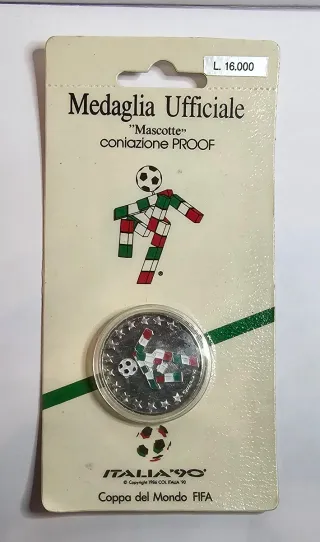 L. 16.000
Medaglia Ufficiale
"Mascotte"
coniazione PROOF
®
ITALIA'90
© Copyright 1986 COL ITALIA '90
Coppa del Mondo FIFA